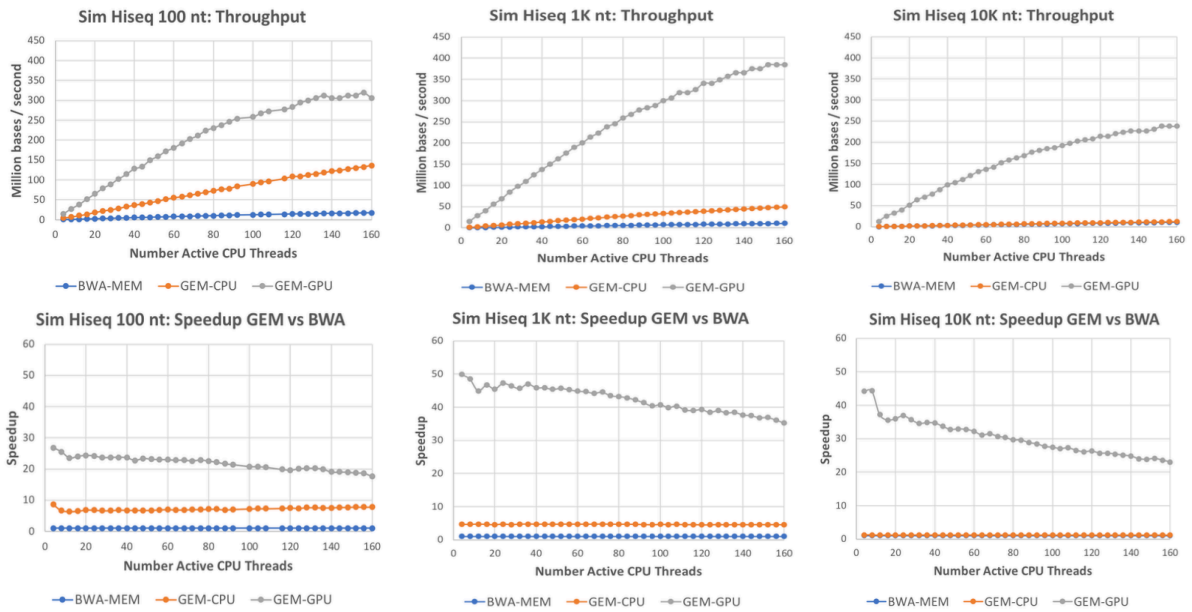 Sim Hiseq 100 nt: Throughput
Million bases / second
450
400
350
300
250
200
150
100
50
0
0 20 40 60 80 100 120 140 160
Number Active CPU Threads
BWA-MEM GEM-CPU GEM-GPU
Sim Hiseq 1K nt: Throughput
Million bases / second
450
400
350
300
250
200
150
100
50
0
0 20 40 60 80 100 120 140 160
Number Active CPU Threads
BWA-MEM GEM-CPU GEM-GPU
Sim Hiseq 10K nt: Throughput
Million bases / second
450
400
350
300
250
200
150
100
50
0
0 20 40 60 80 100 120 140 160
Number Active CPU Threads
BWA-MEM GEM-CPU GEM-GPU
Sim Hiseq 100 nt: Speedup GEM vs BWA
Speedup
60
50
40
30
20
10
0
0 20 40 60 80 100 120 140 160
Number Active CPU Threads
BWA-MEM GEM-CPU GEM-GPU
Sim Hiseq 1K nt: Speedup GEM vs BWA
Speedup
60
50
40
30
20
10
0
0 20 40 60 80 100 120 140 160
Number Active CPU Threads
BWA-MEM GEM-CPU GEM-GPU
Sim Hiseq 10K nt: Speedup GEM vs BWA
Speedup
60
50
40
30
20
10
0
0 20 40 60 80 100 120 140 160
Number Active CPU Threads
BWA-MEM GEM-CPU GEM-GPU